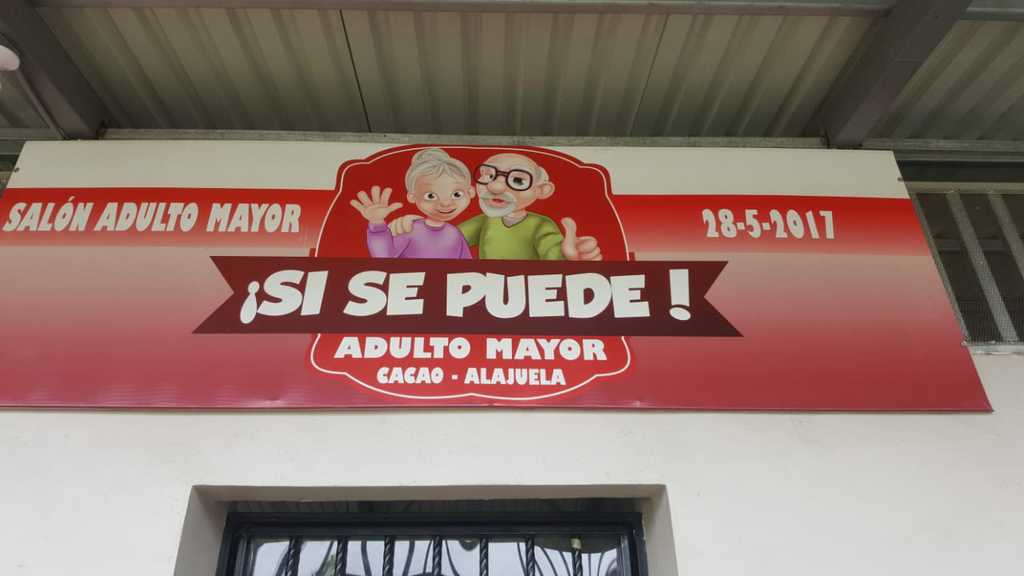 SALÓN ADULTO MAYOR
28-5-2017
¡SI SE PUEDE!
ADULTO MAYOR
CACAO - ALAJUELA